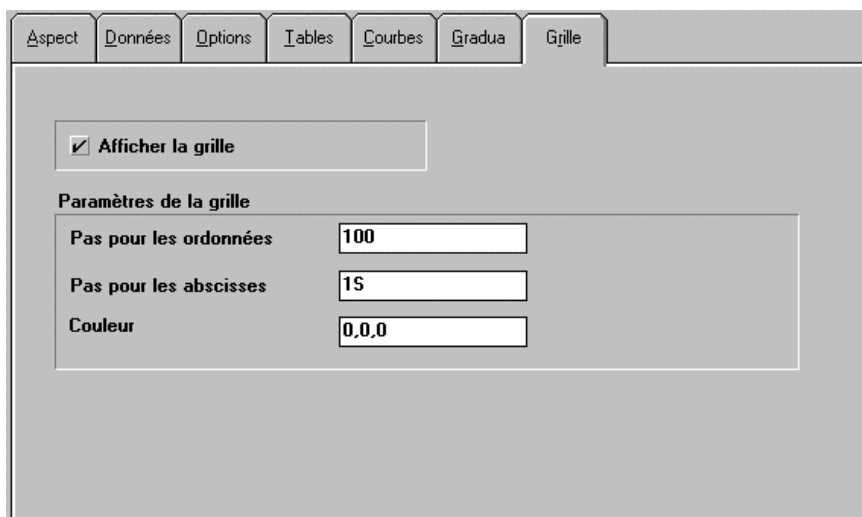 Aspect Données Options Tables Courbes Gradua Grille
Afficher la grille
Paramètres de la grille
Pas pour les ordonnées 100
Pas pour les abscisses 1S
Couleur 0,0,0